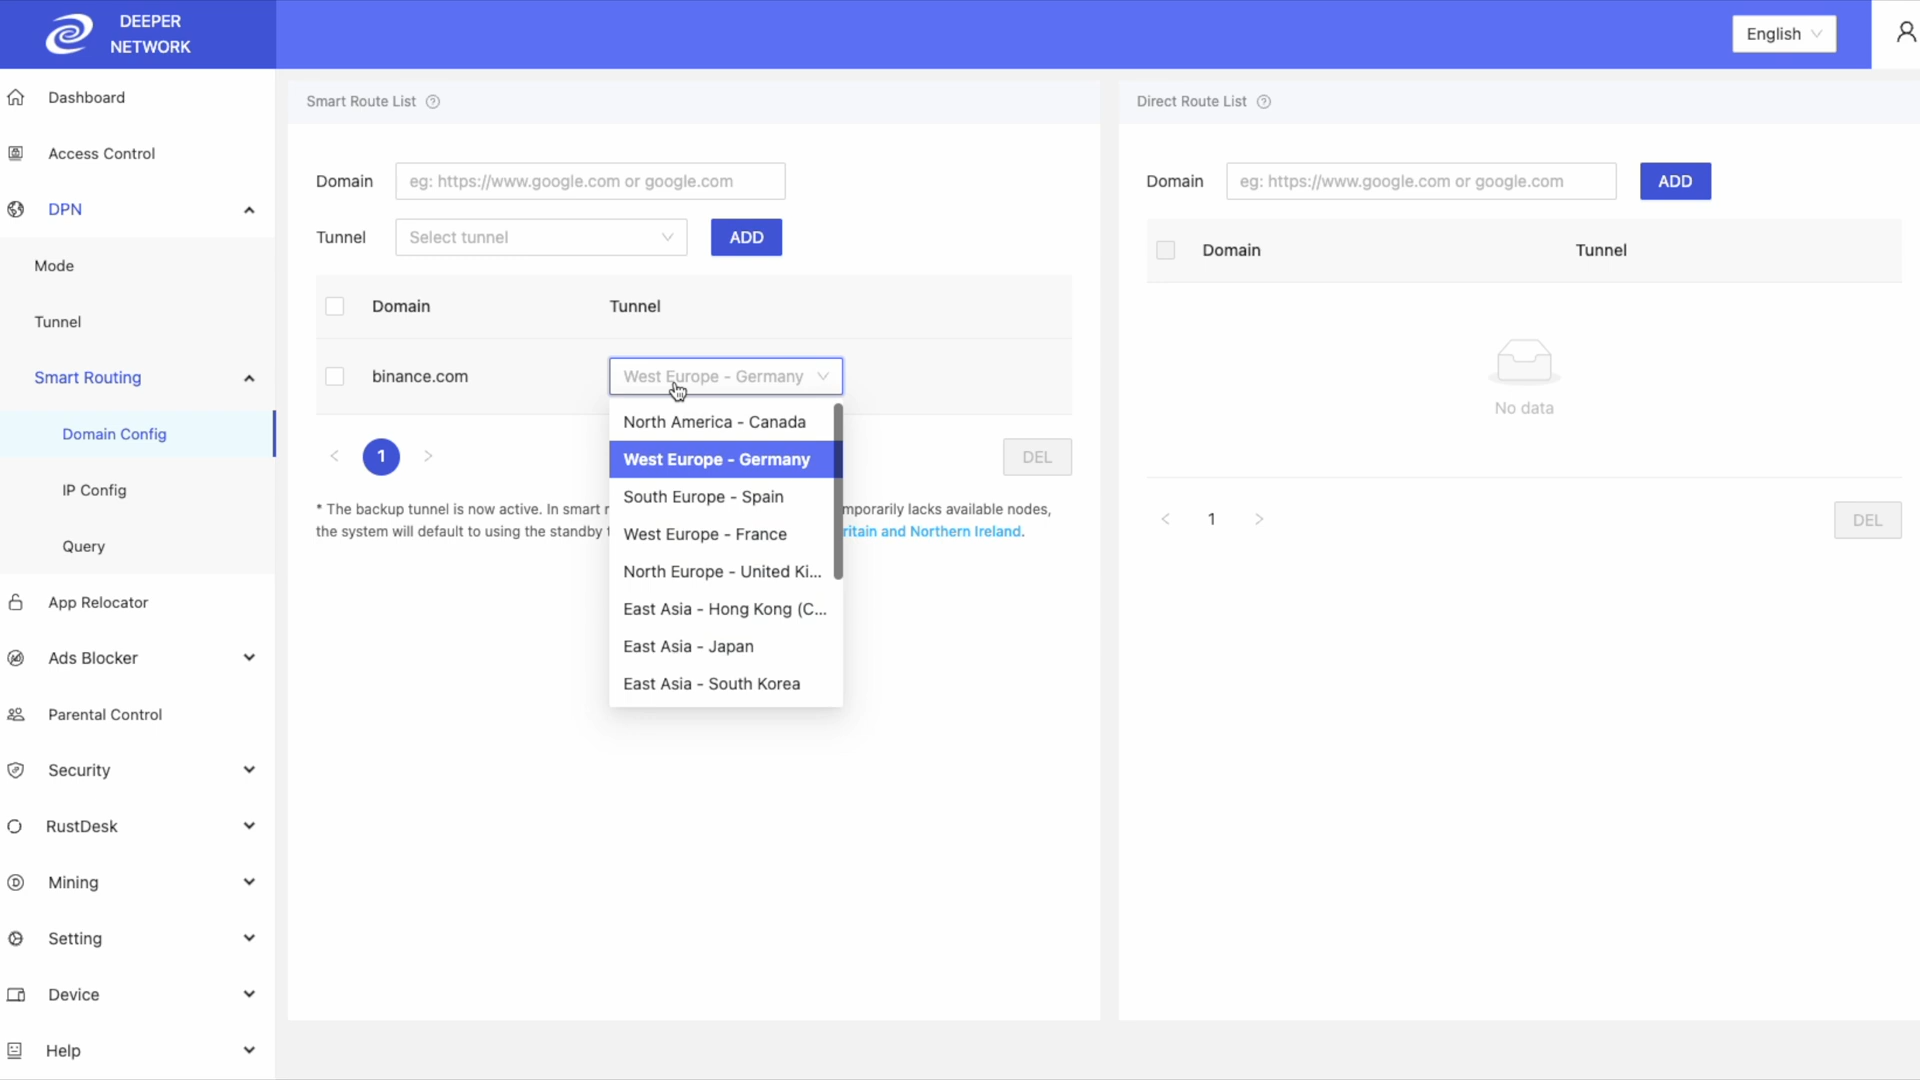 DEEPER
NETWORK
English
Dashboard
Access Control
DPN
Mode
Tunnel
Smart Routing
Domain Config
IP Config
Query
App Relocator
Ads Blocker
Parental Control
Security
RustDesk
Mining
Setting
Device
Help
Smart Route List
Domain
eg: https://www.google.com or google.com
Tunnel
Select tunnel
ADD
Domain Tunnel
binance.com
West Europe - Germany
North America - Canada
West Europe - Germany
South Europe - Spain
West Europe - France
North Europe - United Ki...
East Asia - Hong Kong (C...
East Asia - Japan
East Asia - South Korea
< 1 >
DEL
* The backup tunnel is now active. In smart r mporarily lacks available nodes,
the system will default to using the standby t ritain and Northern Ireland.
Direct Route List
Domain
eg: https://www.google.com or google.com
ADD
Domain Tunnel
No data
< 1 >
DEL